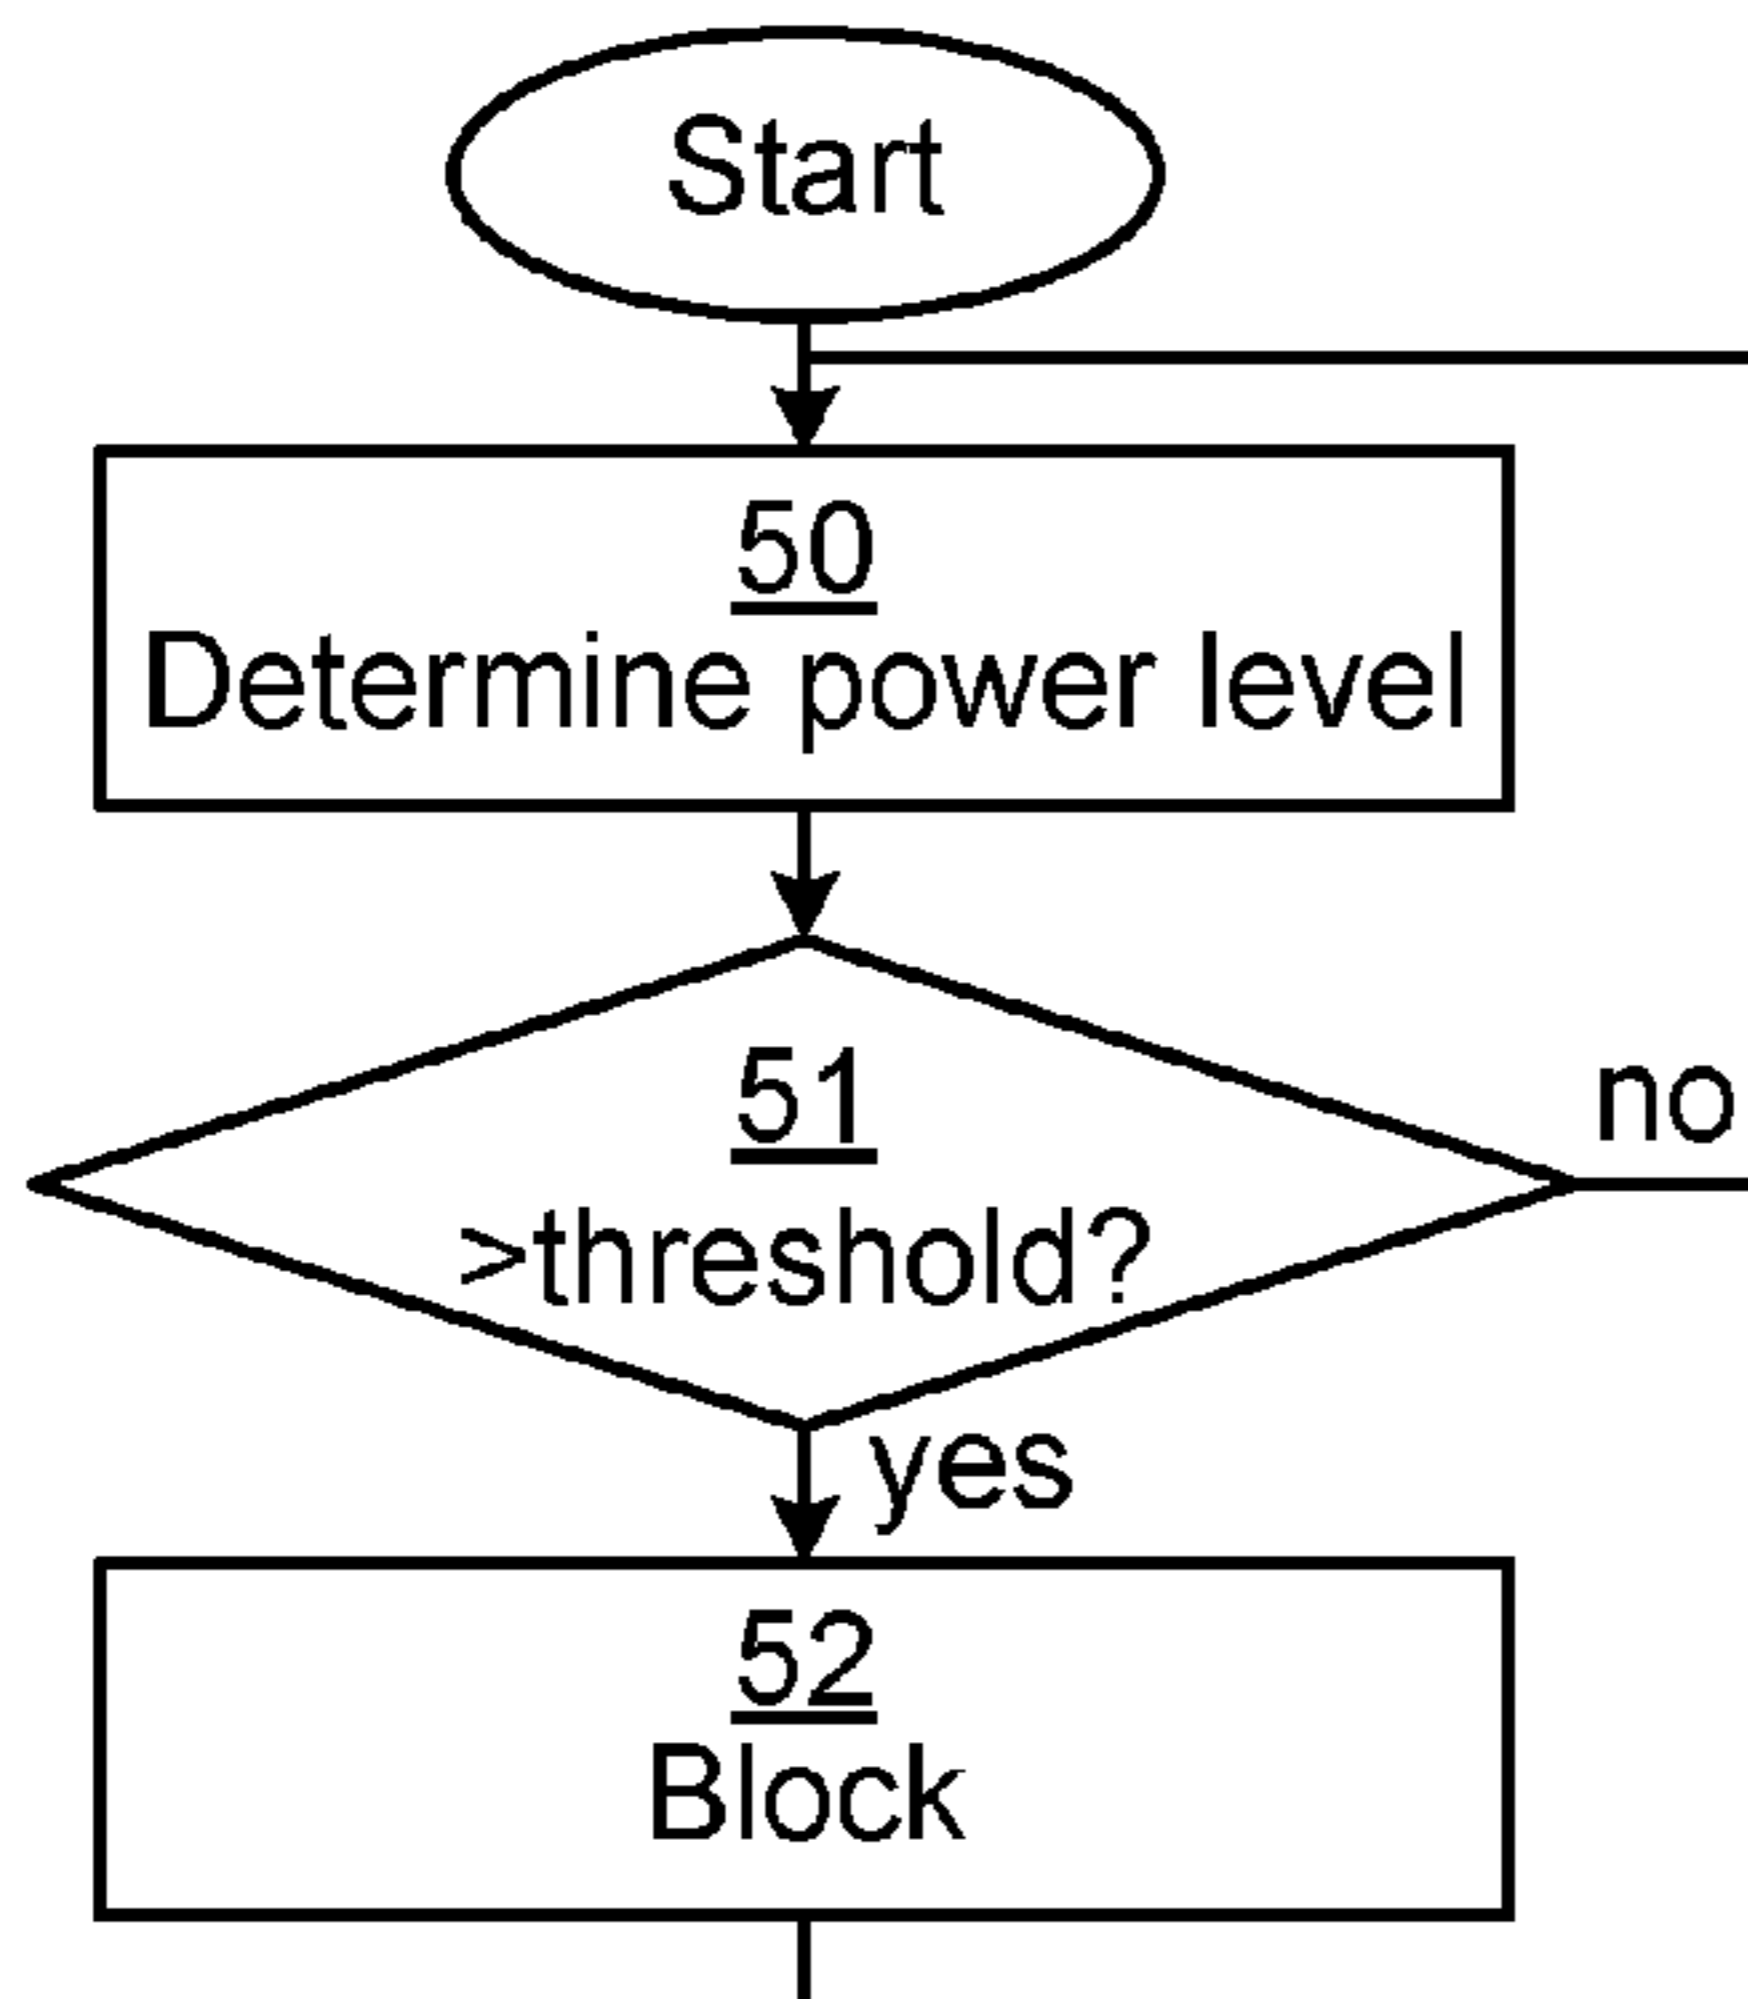 Start
50
Determine power level
51
>threshold?
no
yes
52
Block